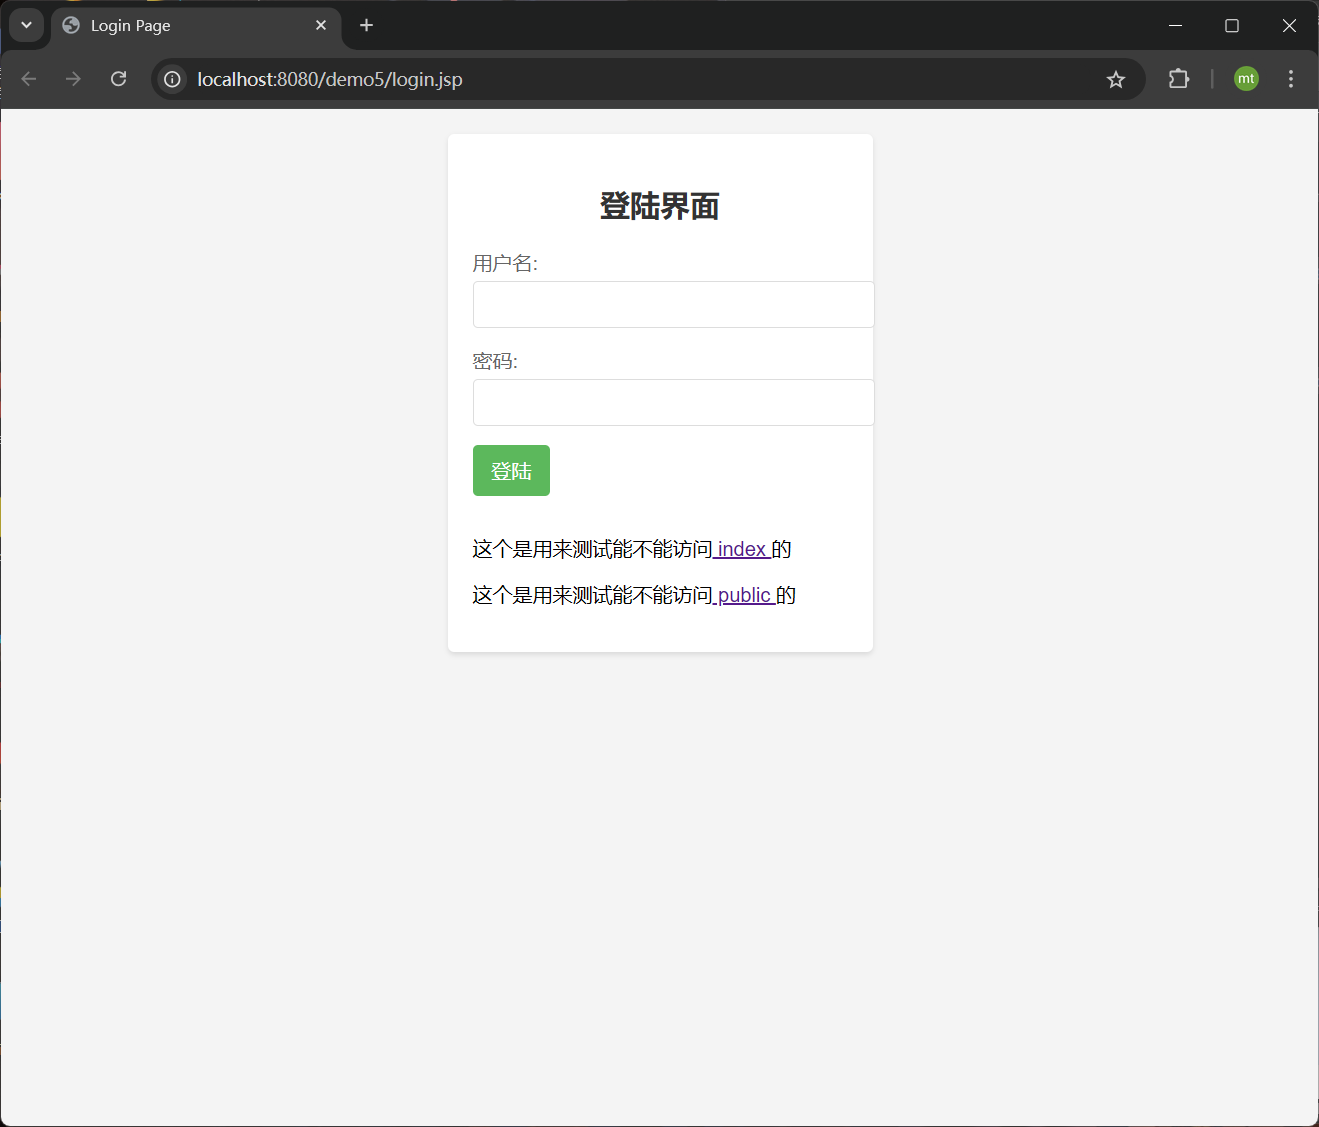 Login Page
localhost:8080/demo5/login.jsp
mt
登陆界面
用户名:
密码:
登陆
这个是用来测试能不能访问 index 的
这个是用来测试能不能访问 public 的